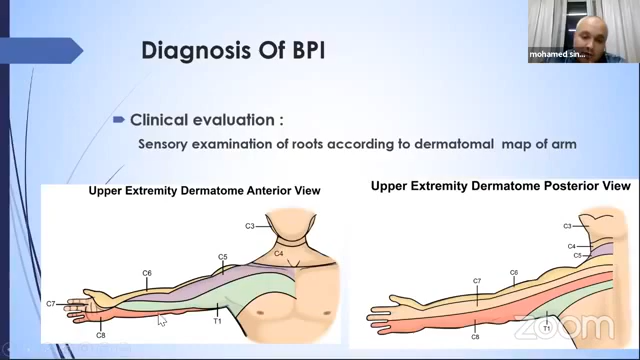 Diagnosis Of BPI
mohamed sin...
Clinical evaluation :
Sensory examination of roots according to dermatomal map of arm
Upper Extremity Dermatome Anterior View
C3
C4
C5
C6
C7
C8
T1
Upper Extremity Dermatome Posterior View
C3
C4
C5
C6
C7
C8
T1
zoom